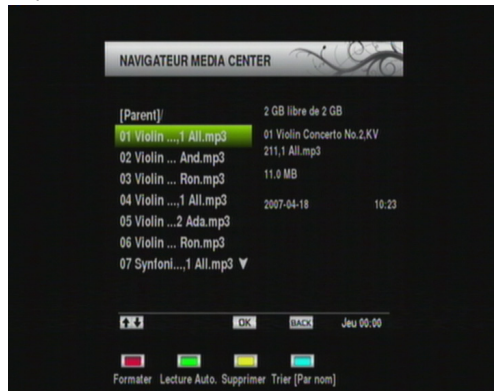 NAVIGATEUR MEDIA CENTER
[Parent]/
01 Violin ...,1 All.mp3
02 Violin ... And.mp3
03 Violin ... Ron.mp3
04 Violin ...,1 All.mp3
05 Violin ...2 Ada.mp3
06 Violin ... Ron.mp3
07 Synfoni...,1 All.mp3
2 GB libre de 2 GB
01 Violin Concerto No.2,KV
211,1 All.mp3
11.0 MB
2007-04-18 10:23
OK BACK Jeu 00:00
Formater Lecture Auto. Supprimer Trier [Par nom]